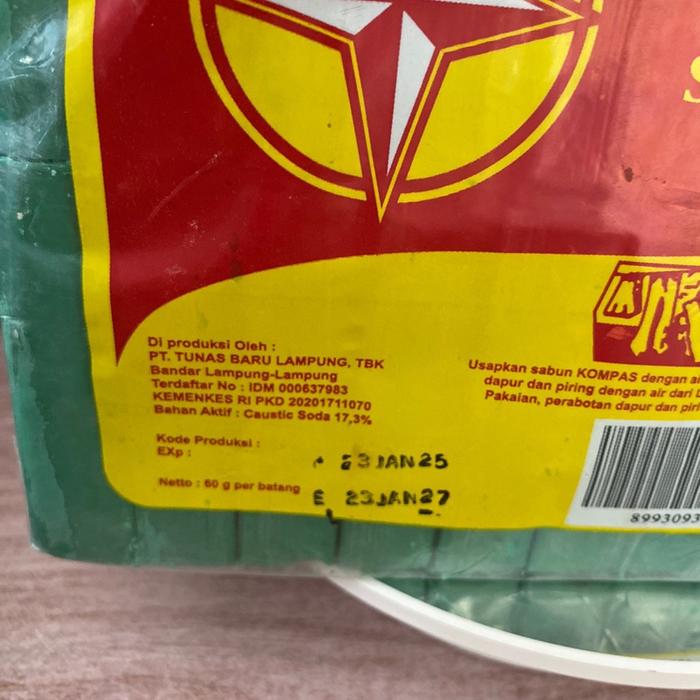 Di produksi Oleh :
PT. TUNAS BARU LAMPUNG, TBK
Bandar Lampung-Lampung
Terdaftar No : IDM 000637983
KEMENKES RI PKD 20201711070
Bahan Aktif : Caustic Soda 17,3%
Usapkan sabun KOMPAS dengan
dapur dan piring dengan air dari
Pakaian, perabotan dapur dan
Kode Produksi :
EXp :
23JAN25
Netto : 60 g per batang
E 23JAN27
8993093